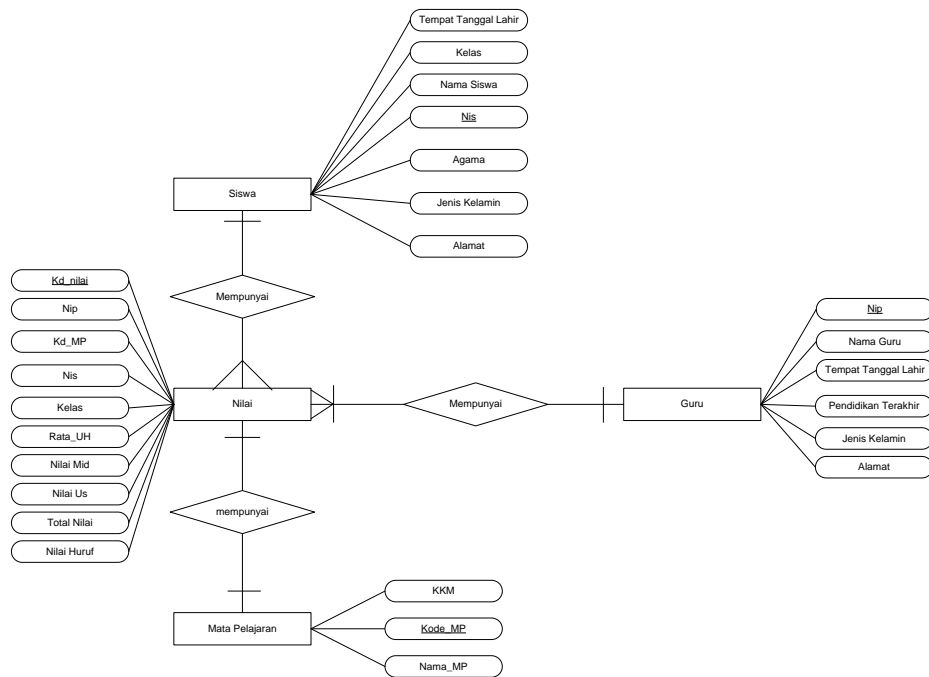 Tempat Tanggal Lahir
Kelas
Nama Siswa
Nis
Agama
Jenis Kelamin
Alamat
Siswa
Mempunyai
Kd_nilai
Nip
Kd_MP
Nis
Kelas
Rata_UH
Nilai Mid
Nilai Us
Total Nilai
Nilai Huruf
Nilai
Mempunyai
Guru
Nip
Nama Guru
Tempat Tanggal Lahir
Pendidikan Terakhir
Jenis Kelamin
Alamat
mempunyai
Mata Pelajaran
KKM
Kode_MP
Nama_MP